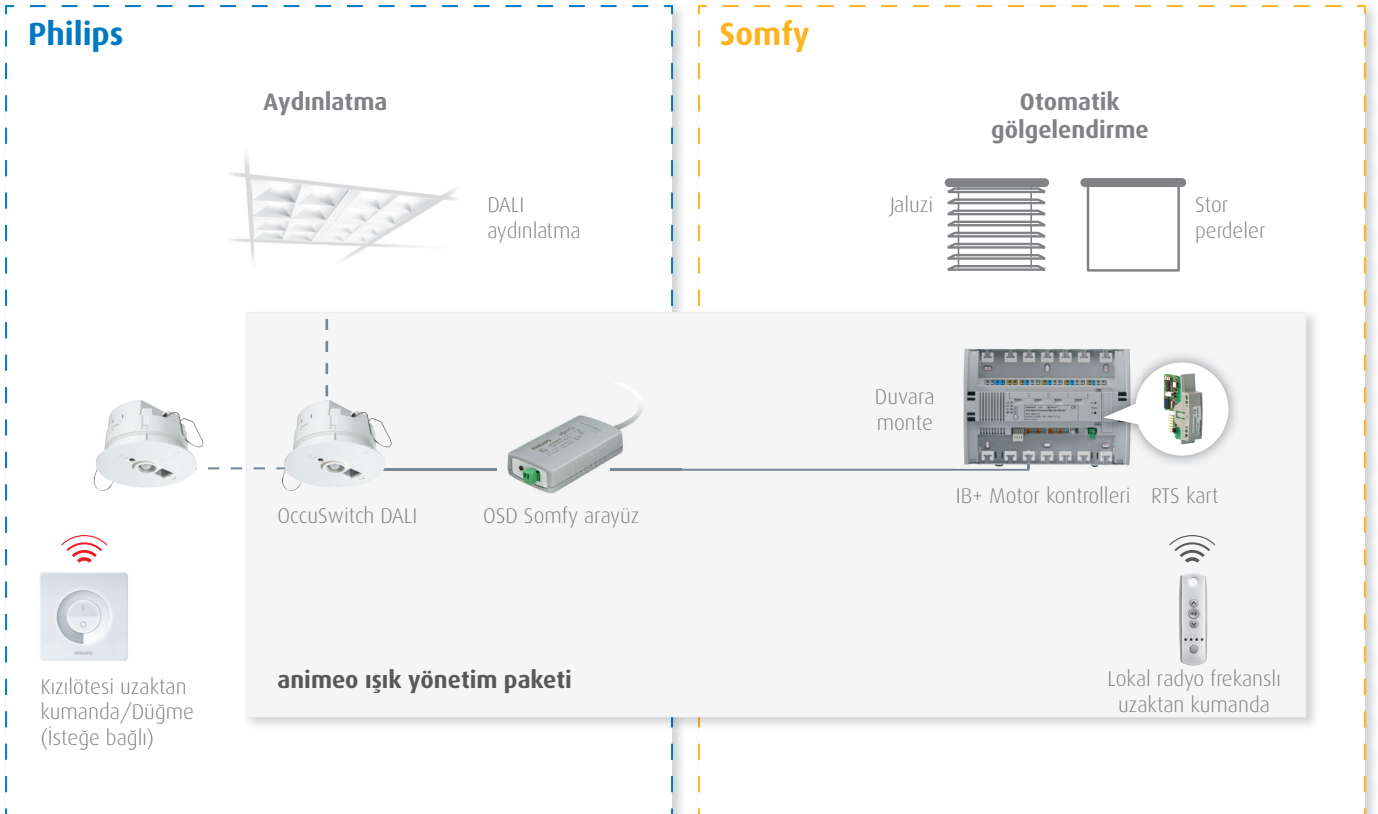 Philips
Somfy
Aydınlatma
Otomatik
gölgelendirme
DALI
aydınlatma
Jaluzi
Stor
perdeler
Duvara
monte
OccuSwitch DALI
OSD Somfy arayüz
IB+ Motor kontrolleri
RTS kart
PHILIPS
Kızılötesi uzaktan
kumanda/Düğme
(İsteğe bağlı)
animeo ışık yönetim paketi
Lokal radyo frekanslı
uzaktan kumanda